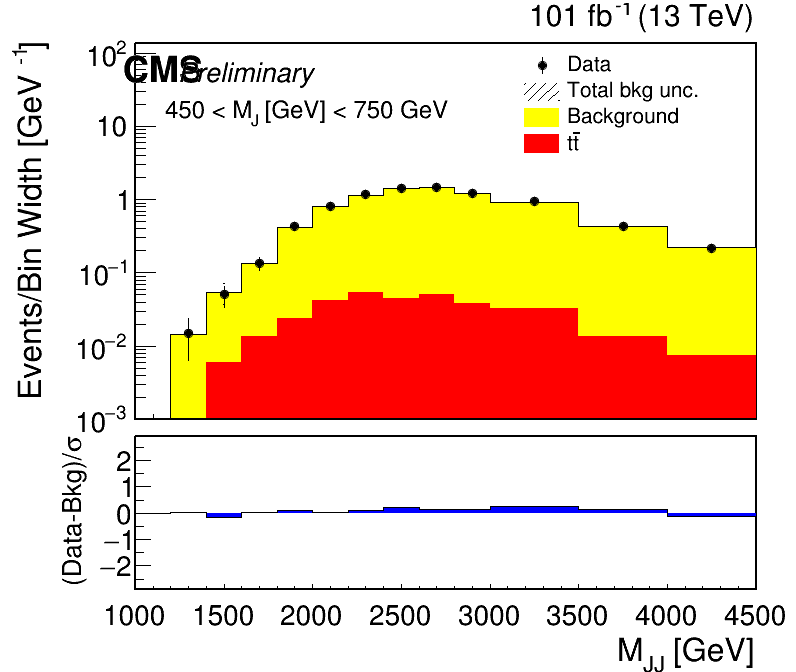 101 fb⁻¹ (13 TeV)
CMS Preliminary
450 < M_J [GeV] < 750 GeV
Data
Total bkg unc.
Background
tt̄
Events/Bin Width [GeV⁻¹]
10²
10
1
10⁻¹
10⁻²
10⁻³
(Data-Bkg)/σ
2
1
0
−1
−2
1000 1500 2000 2500 3000 3500 4000 4500
M_JJ [GeV]